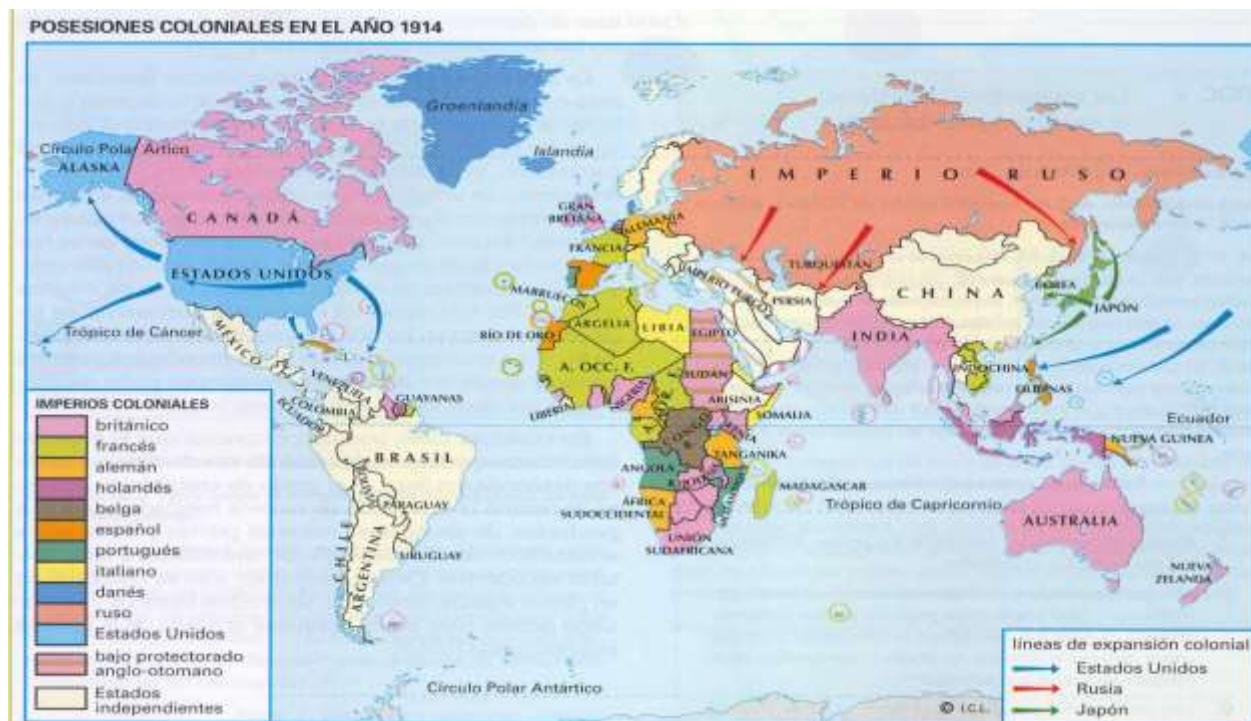 POSESIONES COLONIALES EN EL AÑO 1914
Groenlandia
Islandia
Círculo Polar Ártico
ALASKA
CANADÁ
ESTADOS UNIDOS
Trópico de Cáncer
MÉXICO
VENEZUELA
GUAYANAS
COLOMBIA
ECUADOR
BRASIL
PARAGUAY
URUGUAY
CHILE
ARGENTINA
IMPERIO RUSO
GRAN
BRETAÑA
ALEMANIA
FRANCIA
TURQUESTÁN
PERSIA
CHINA
COREA
JAPÓN
INDIA
INDOCHINA
FILIPINAS
MARRUECOS
ARGELIA
LIBIA
EGIPTO
RÍO DE ORO
A. OCC. F.
SUDÁN
NIGERIA
LIBERIA
ABISINIA
SOMALIA
CONGO
TANGANIKA
ANGOLA
MADAGASCAR
ÁFRICA
SUDOCCIDENTAL
UNIÓN
SUDAFRICANA
Ecuador
NUEVA GUINEA
Trópico de Capricornio
AUSTRALIA
NUEVA
ZELANDA
Círculo Polar Antártico
IMPERIOS COLONIALES
británico
francés
alemán
holandés
belga
español
portugués
italiano
danés
ruso
Estados Unidos
bajo protectorado
anglo-otomano
Estados
independientes
líneas de expansión colonial
Estados Unidos
Rusia
Japón
© I.C.L.